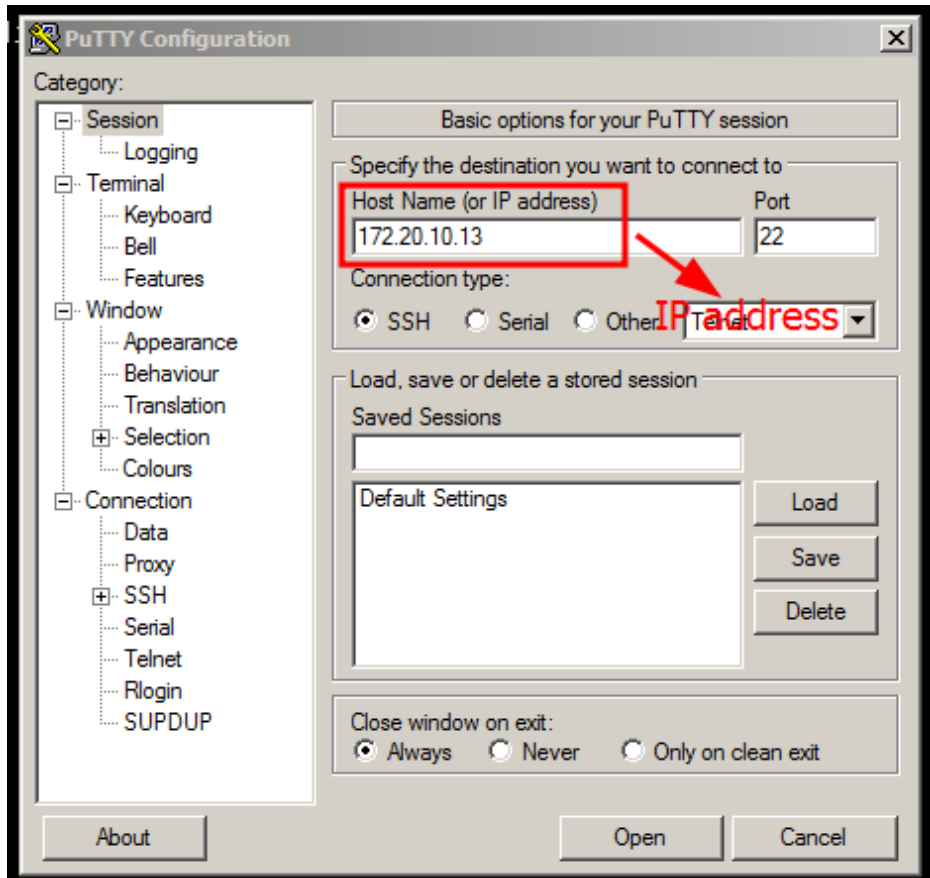 PuTTY Configuration
Category:
Session
Logging
Terminal
Keyboard
Bell
Features
Window
Appearance
Behaviour
Translation
Selection
Colours
Connection
Data
Proxy
SSH
Serial
Telnet
Rlogin
SUPDUP
Basic options for your PuTTY session
Specify the destination you want to connect to
Host Name (or IP address) Port
172.20.10.13 22
Connection type:
SSH Serial Other: Telnet
IP address
Load, save or delete a stored session
Saved Sessions
Default Settings
Load
Save
Delete
Close window on exit:
Always Never Only on clean exit
About Open Cancel